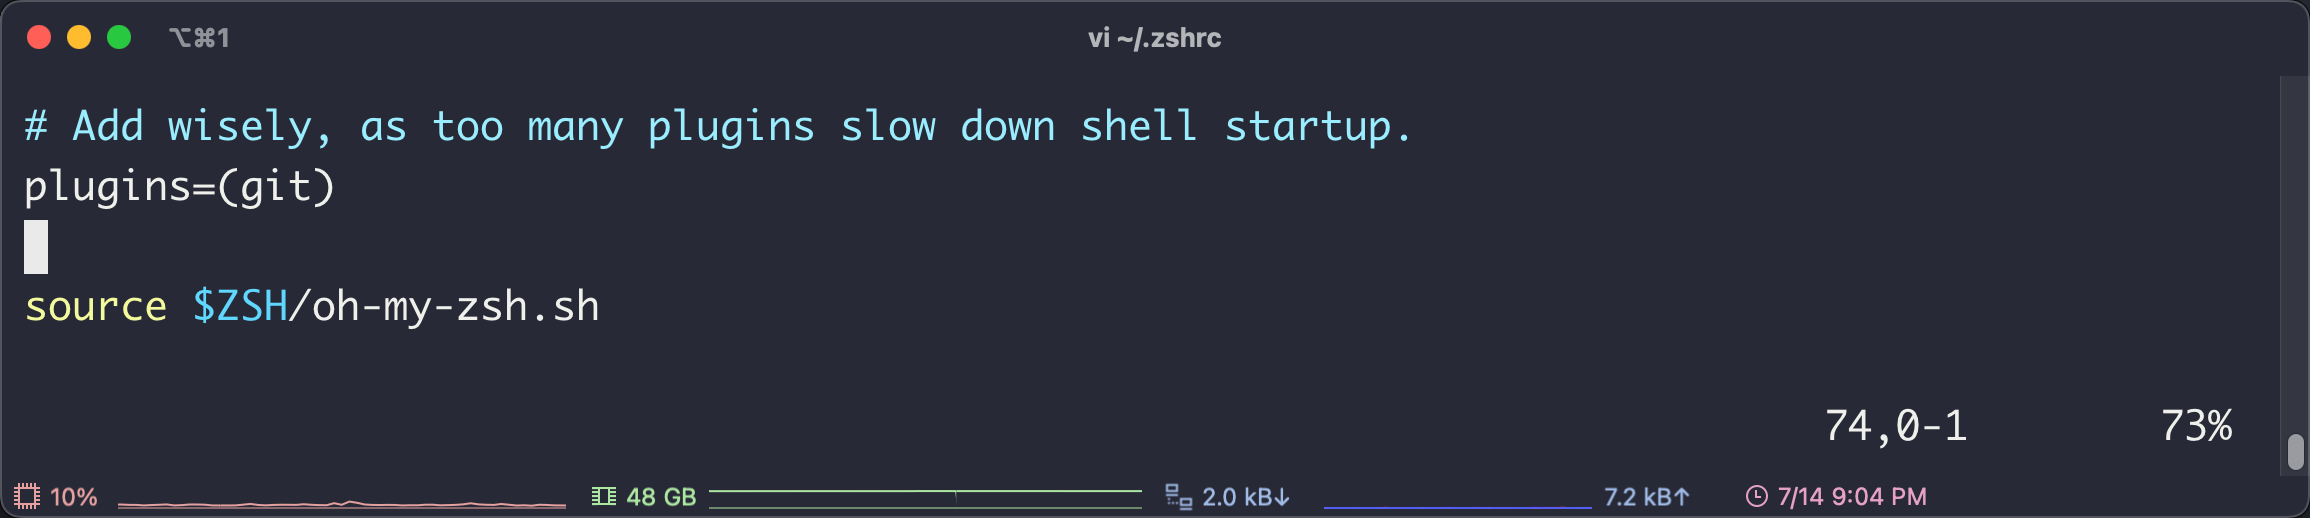 ⌥⌘1
vi ~/.zshrc
# Add wisely, as too many plugins slow down shell startup.
plugins=(git)
source $ZSH/oh-my-zsh.sh
74,0-1 73%
10% 48 GB 2.0 kB↓ 7.2 kB↑ 7/14 9:04 PM